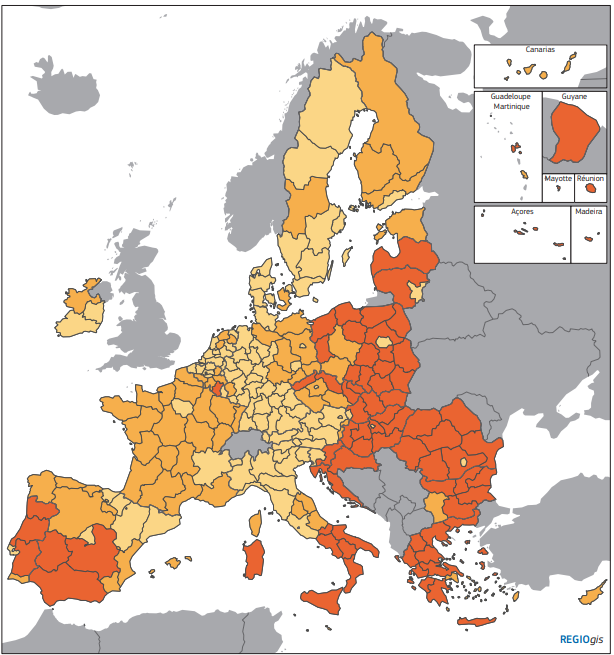 Canarias
Guadeloupe
Martinique
Guyane
Mayotte
Réunion
Açores
Madeira
REGIOgis